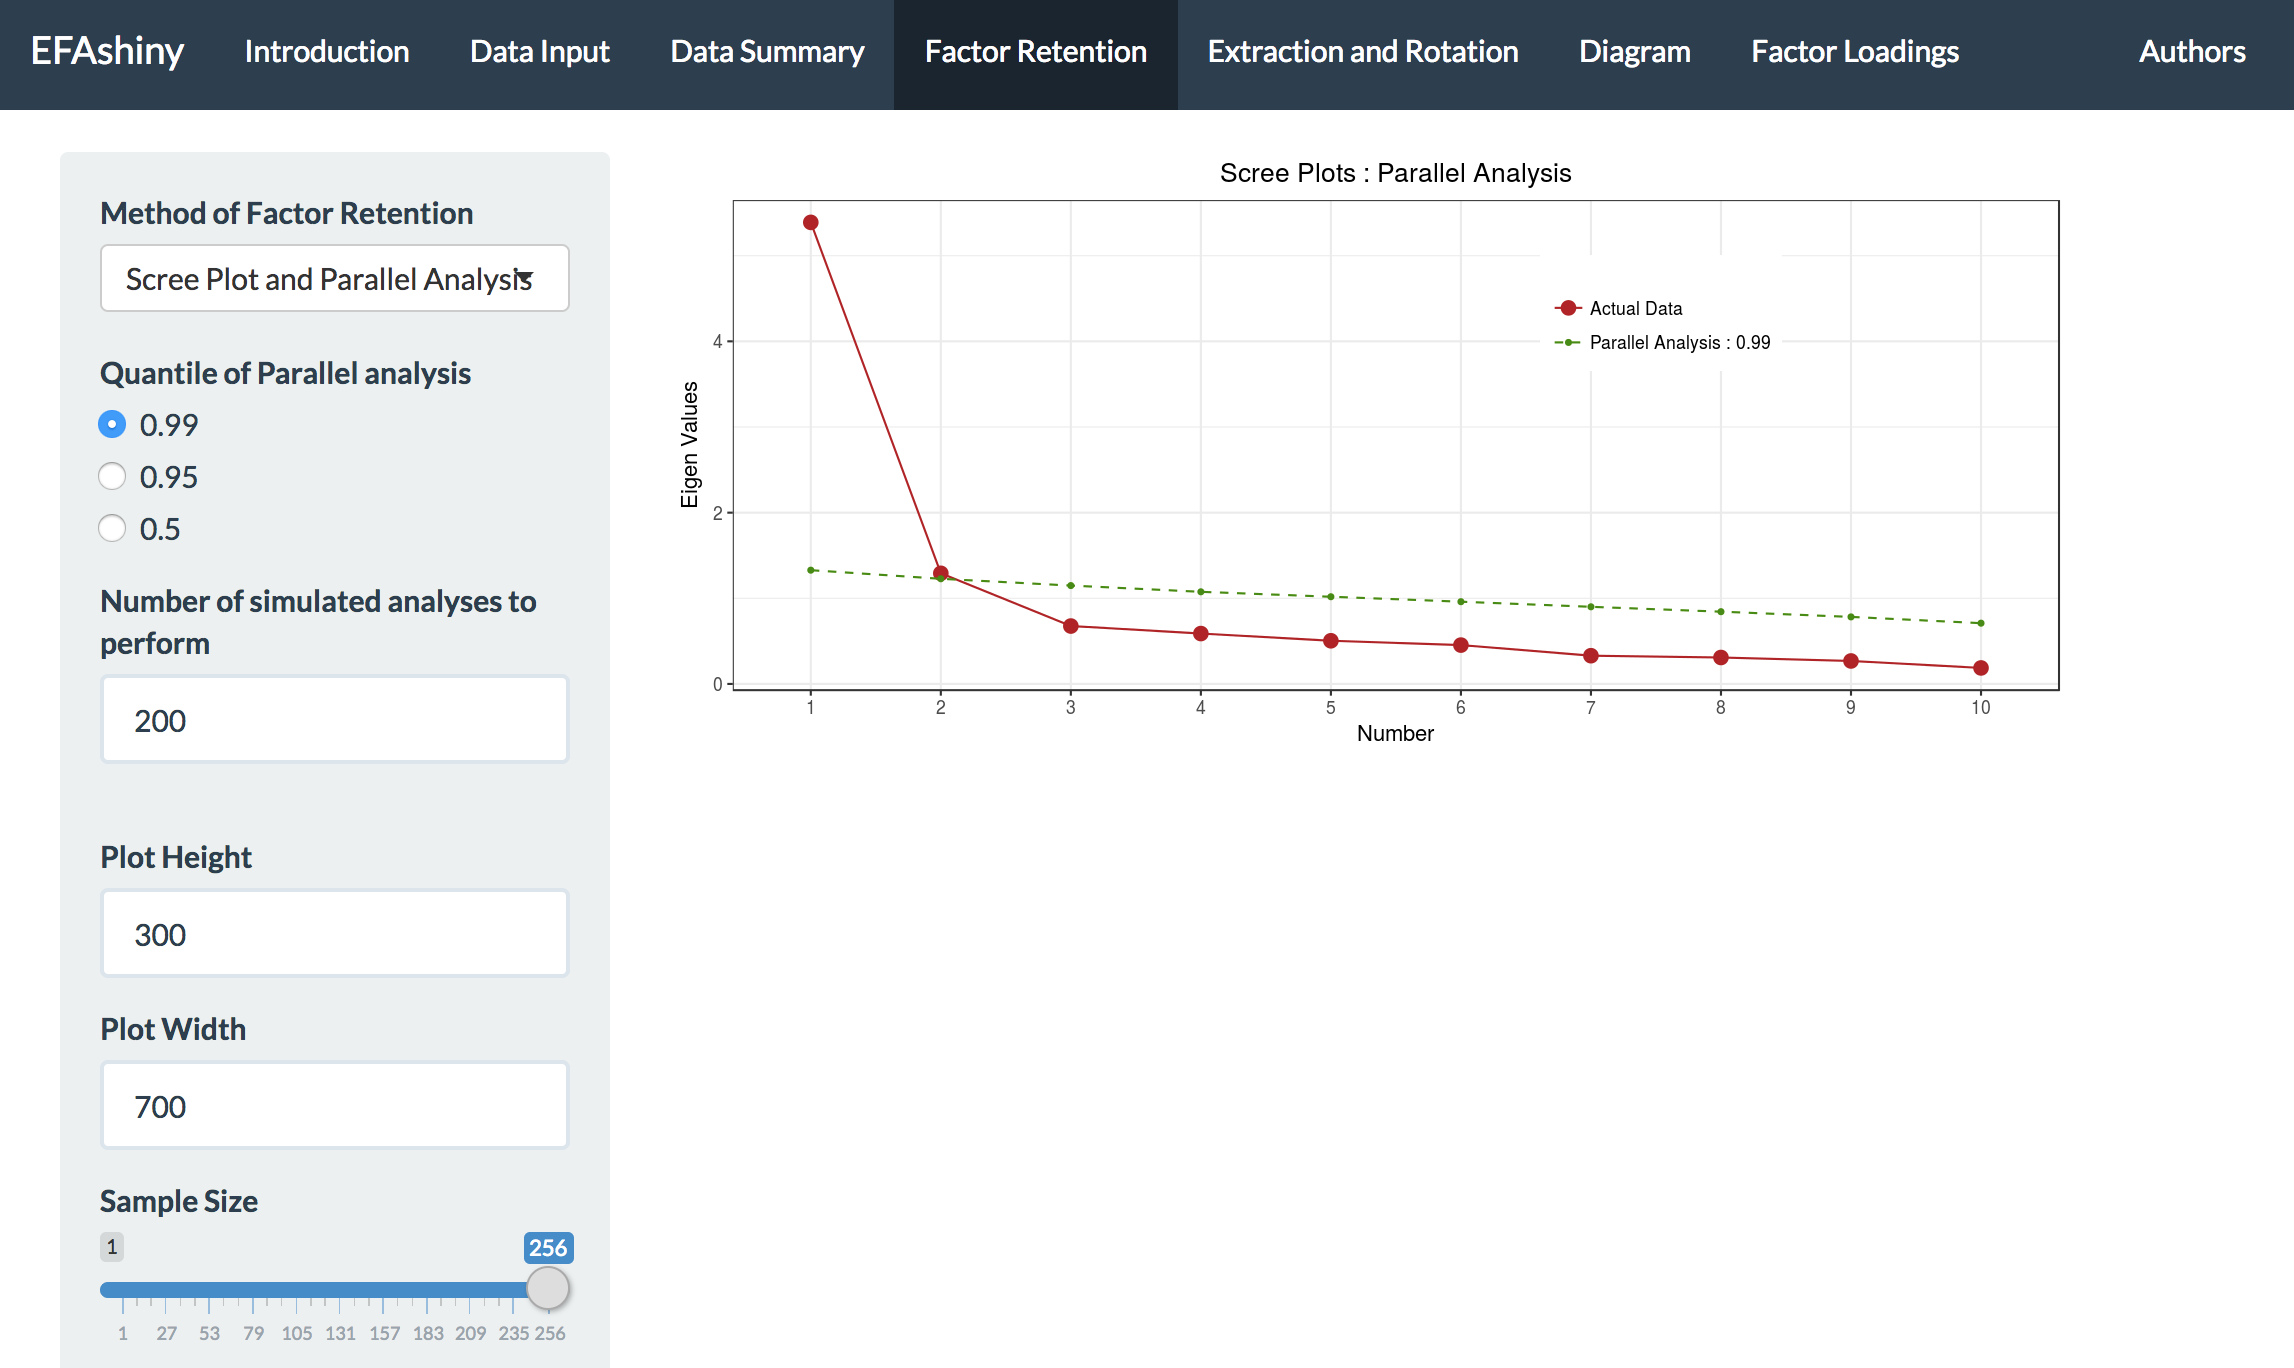 EFAshiny Introduction Data Input Data Summary Factor Retention Extraction and Rotation Diagram Factor Loadings Authors
Method of Factor Retention
Scree Plot and Parallel Analysis
Quantile of Parallel analysis
0.99
0.95
0.5
Number of simulated analyses to
perform
200
Plot Height
300
Plot Width
700
Sample Size
1
256
1 27 53 79 105 131 157 183 209 235 256
Scree Plots : Parallel Analysis
Actual Data
Parallel Analysis : 0.99
Eigen Values
4
2
0
1 2 3 4 5 6 7 8 9 10
Number